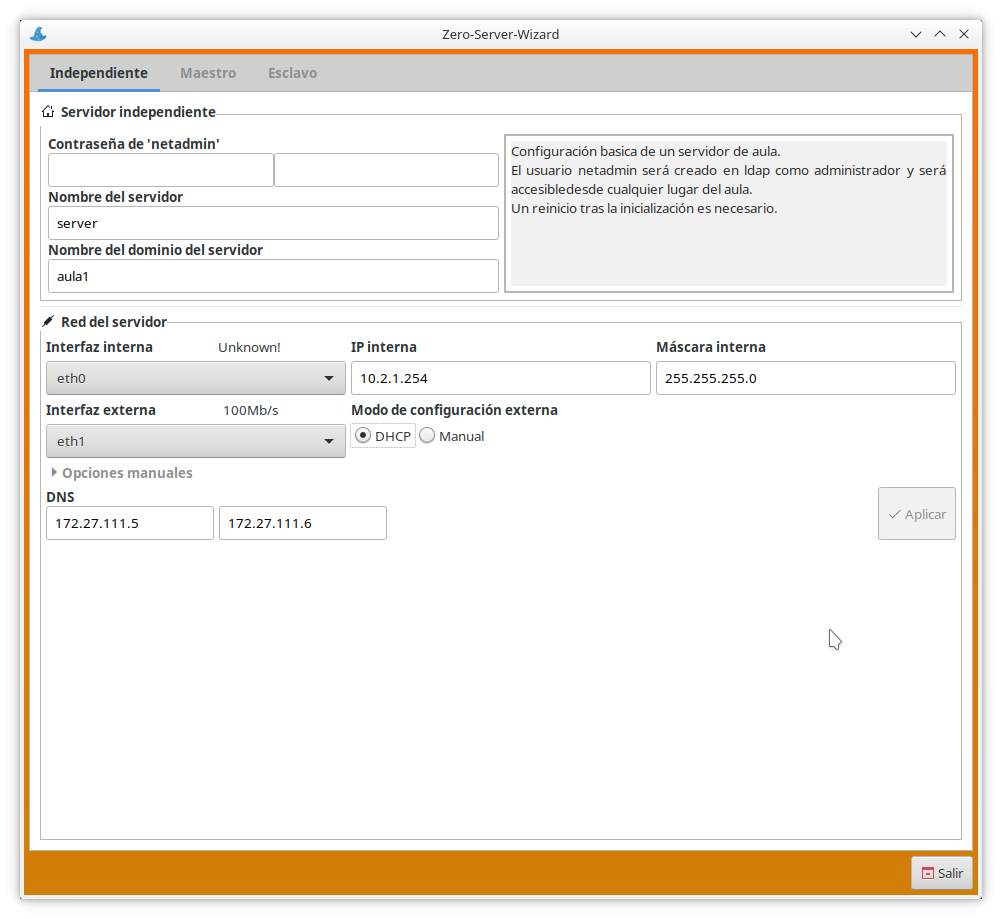 Zero-Server-Wizard
Independiente Maestro Esclavo
Servidor independiente
Contraseña de 'netadmin'
Nombre del servidor
server
Nombre del dominio del servidor
aula1
Configuración basica de un servidor de aula.
El usuario netadmin será creado en ldap como administrador y será
accesibledesde cualquier lugar del aula.
Un reinicio tras la inicialización es necesario.
Red del servidor
Interfaz interna Unknown! IP interna Máscara interna
eth0 10.2.1.254 255.255.255.0
Interfaz externa 100Mb/s Modo de configuración externa
eth1 DHCP Manual
Opciones manuales
DNS
172.27.111.5 172.27.111.6 Aplicar
Salir